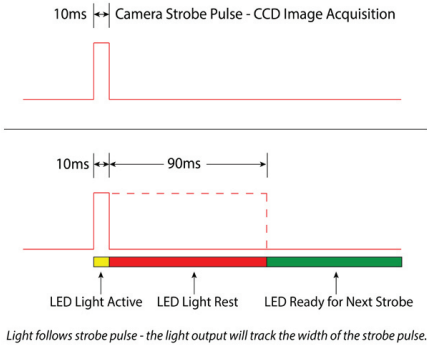 10ms Camera Strobe Pulse - CCD Image Acquisition
10ms 90ms
LED Light Active LED Light Rest LED Ready for Next Strobe
Light follows strobe pulse - the light output will track the width of the strobe pulse.